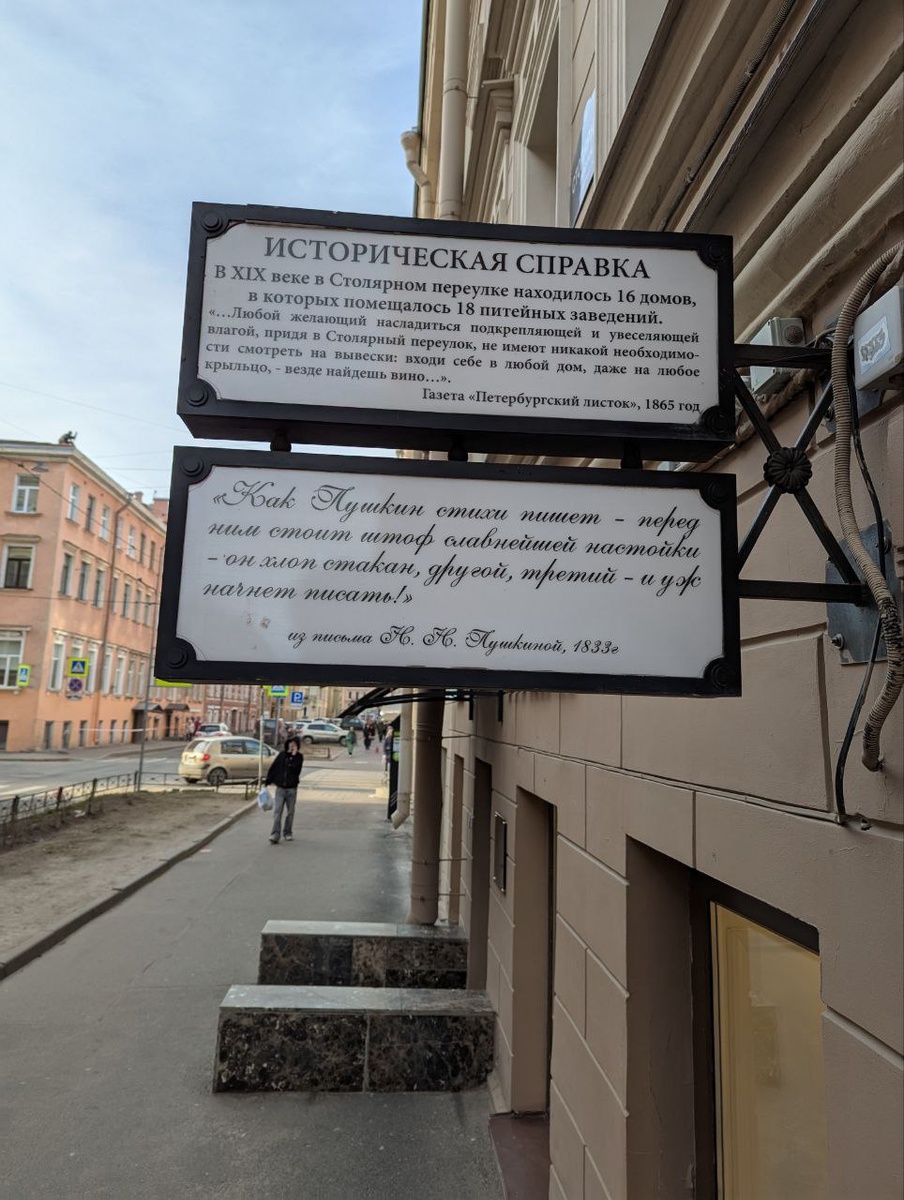 ИСТОРИЧЕСКАЯ СПРАВКА
В XIX веке в Столярном переулке находилось 16 домов,
в которых помещалось 18 питейных заведений.
«…Любой желающий насладиться подкрепляющей и увеселяющей
влагой, придя в Столярный переулок, не имеют никакой необходимо-
сти смотреть на вывески: входи себе в любой дом, даже на любое
крыльцо, - везде найдешь вино…».
Газета «Петербургский листок», 1865 год
«Как Пушкин стихи пишет - перед
ним стоит штоф славнейшей настойки
- он хлоп стакан, другой, третий - и уж
начнет писать!»
из письма Н. Н. Пушкиной, 1833г
P